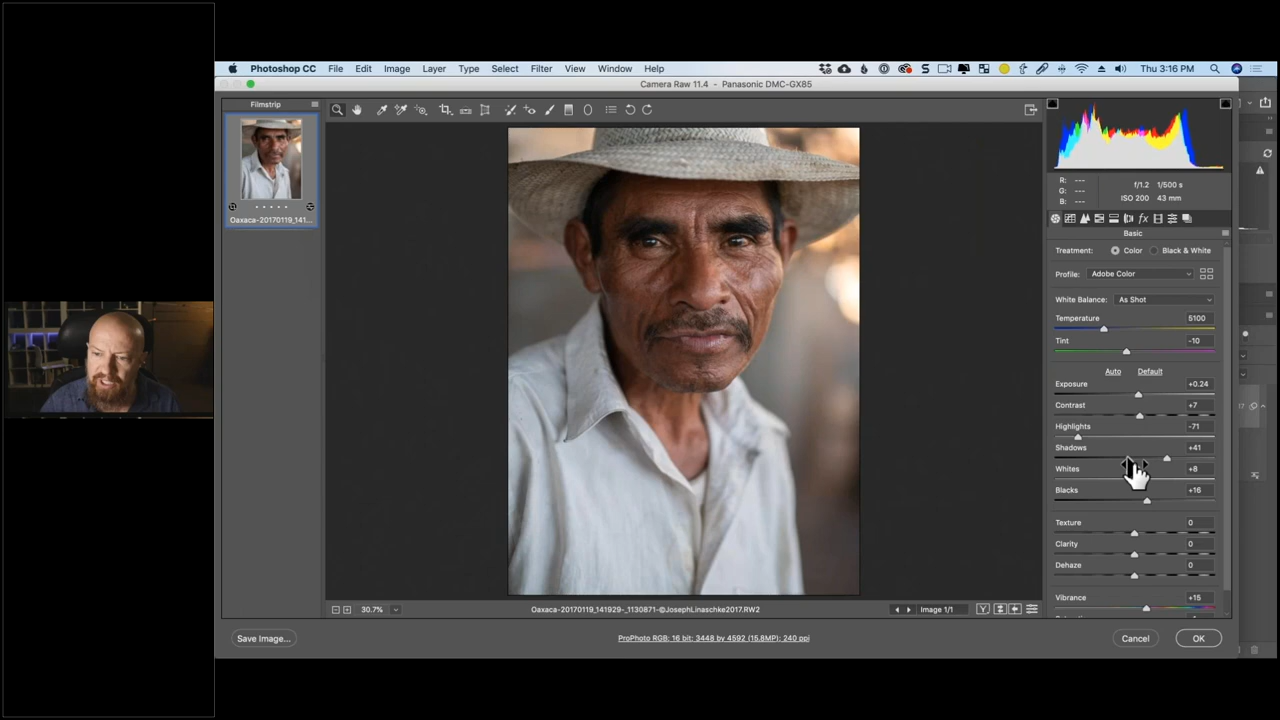 Photoshop CC File Edit Image Layer Type Select Filter View Window Help Thu 3:16 PM
Camera Raw 11.4 - Panasonic DMC-GX85
Filmstrip
Oaxaca-20170119_141...
R: ---
G: ---
B: ---
f/1.2 1/500 s
ISO 200 43 mm
Basic
Treatment: Color Black & White
Profile: Adobe Color
White Balance: As Shot
Temperature 5100
Tint -10
Auto Default
Exposure +0.24
Contrast +7
Highlights -71
Shadows +41
Whites +8
Blacks +16
Texture 0
Clarity 0
Dehaze 0
Vibrance +15
30.7% Oaxaca-20170119_141929-_1130871-©JosephLinaschke2017.RW2 Image 1/1
Save Image... ProPhoto RGB; 16 bit; 3448 by 4592 (15.8MP); 240 ppi Cancel OK